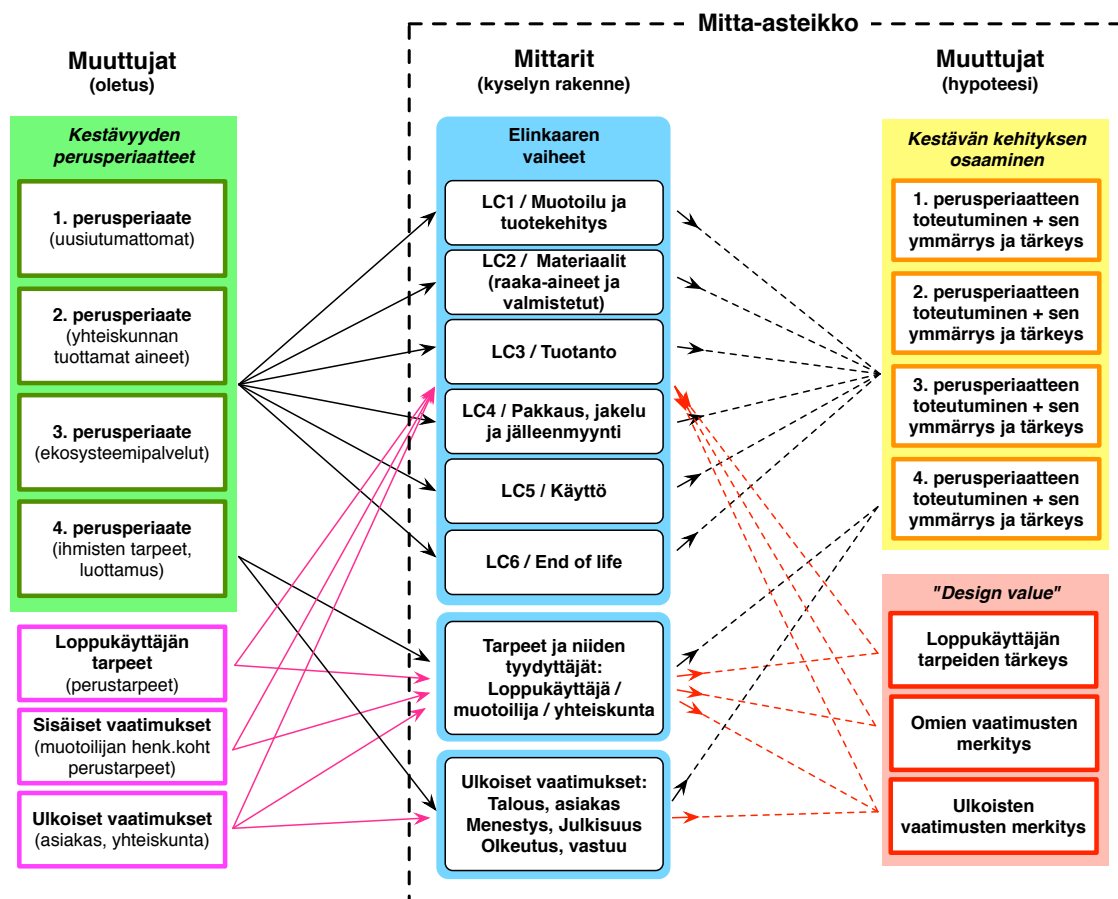 Mitta-asteikko
Muuttujat
(oletus)
Kestävyyden
perusperiaatteet
1. perusperiaate
(uusiutumattomat)
2. perusperiaate
(yhteiskunnan
tuottamat aineet)
3. perusperiaate
(ekosysteemipalvelut)
4. perusperiaate
(ihmisten tarpeet,
luottamus)
Loppukäyttäjän
tarpeet
(perustarpeet)
Sisäiset vaatimukset
(muotoilijan henk.koht
perustarpeet)
Ulkoiset vaatimukset
(asiakas, yhteiskunta)
Mittarit
(kyselyn rakenne)
Elinkaaren
vaiheet
LC1 / Muotoilu ja
tuotekehitys
LC2 / Materiaalit
(raaka-aineet ja
valmistetut)
LC3 / Tuotanto
LC4 / Pakkaus, jakelu
ja jälleenmyynti
LC5 / Käyttö
LC6 / End of life
Tarpeet ja niiden
tyydyttäjät:
Loppukäyttäjä /
muotoilija / yhteiskunta
Ulkoiset vaatimukset:
Talous, asiakas
Menestys, Julkisuus
Olkeutus, vastuu
Muuttujat
(hypoteesi)
Kestävän kehityksen
osaaminen
1. perusperiaatteen
toteutuminen + sen
ymmärrys ja tärkeys
2. perusperiaatteen
toteutuminen + sen
ymmärrys ja tärkeys
3. perusperiaatteen
toteutuminen + sen
ymmärrys ja tärkeys
4. perusperiaatteen
toteutuminen + sen
ymmärrys ja tärkeys
"Design value"
Loppukäyttäjän
tarpeiden tärkeys
Omien vaatimusten
merkitys
Ulkoisten
vaatimusten merkitys